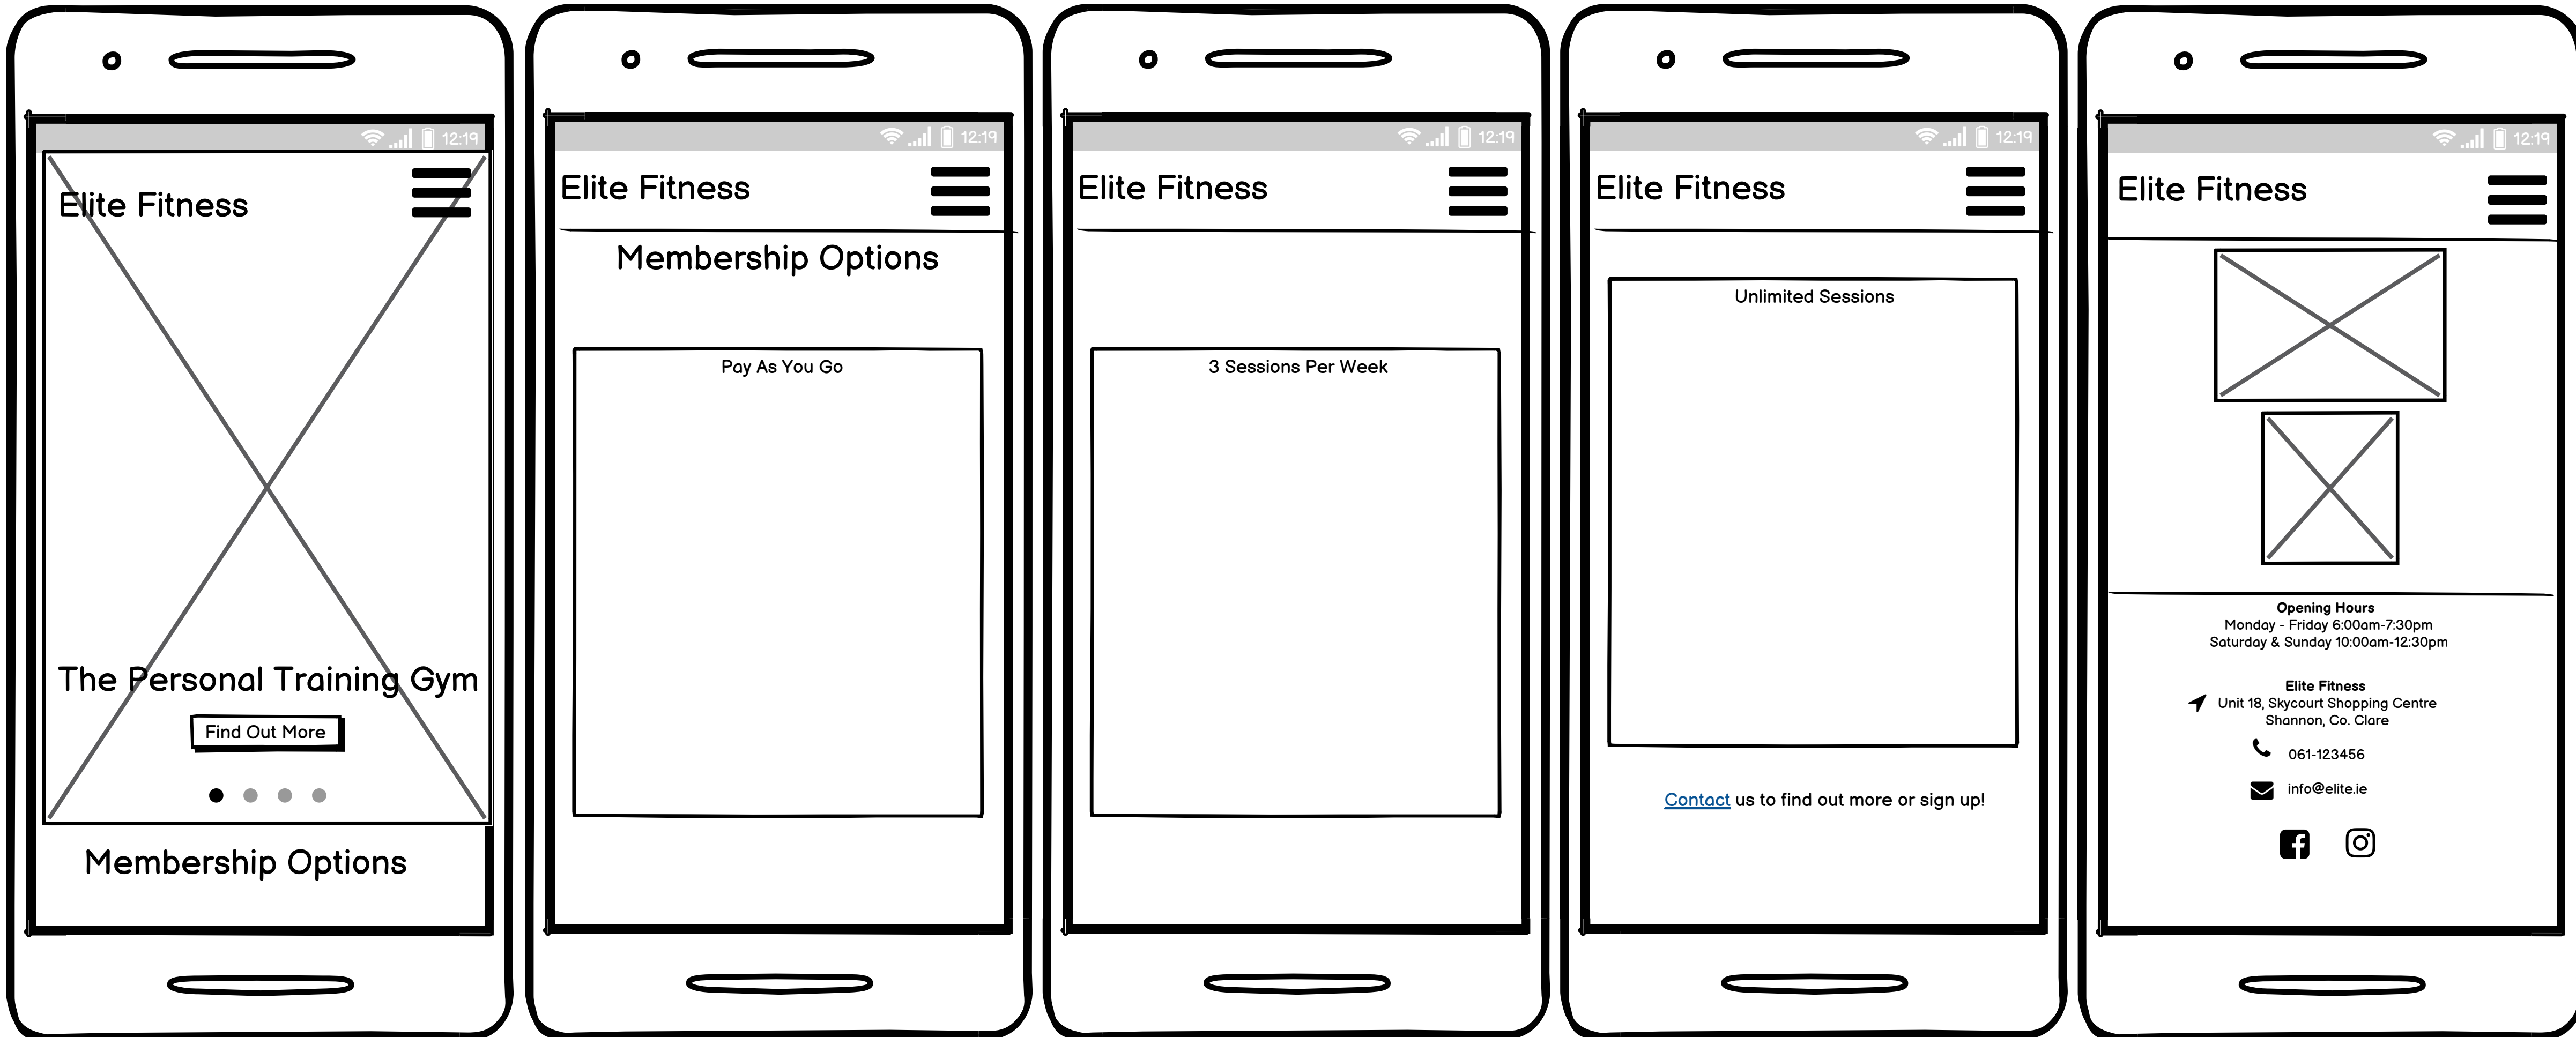 12:19
Elite Fitness
The Personal Training Gym
Find Out More
Membership Options
12:19
Elite Fitness
Membership Options
Pay As You Go
12:19
Elite Fitness
3 Sessions Per Week
12:19
Elite Fitness
Unlimited Sessions
Contact us to find out more or sign up!
12:19
Elite Fitness
Opening Hours
Monday - Friday 6:00am-7:30pm
Saturday & Sunday 10:00am-12:30pm
Elite Fitness
Unit 18, Skycourt Shopping Centre
Shannon, Co. Clare
061-123456
info@elite.ie